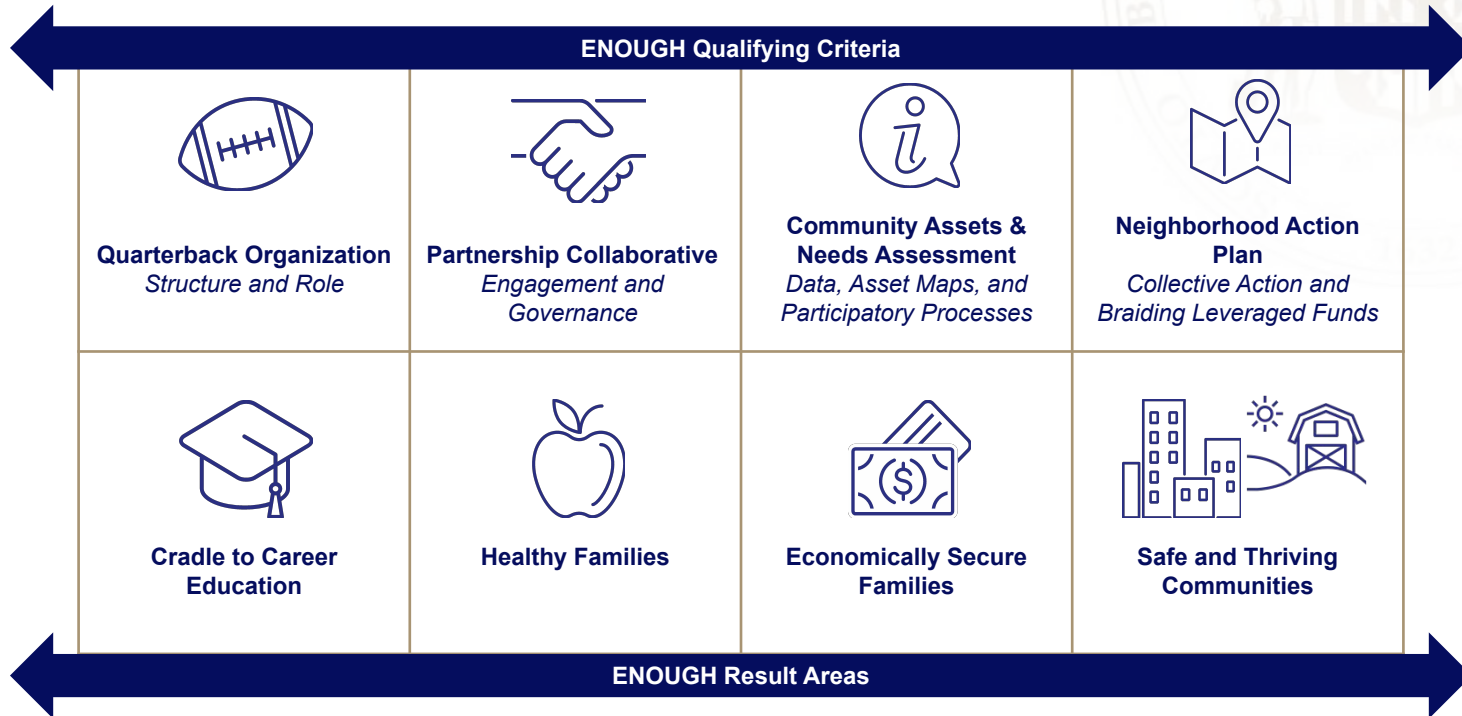 ENOUGH Qualifying Criteria
Quarterback Organization
Structure and Role
Partnership Collaborative
Engagement and
Governance
Community Assets &
Needs Assessment
Data, Asset Maps, and
Participatory Processes
Neighborhood Action
Plan
Collective Action and
Braiding Leveraged Funds
Cradle to Career
Education
Healthy Families
Economically Secure
Families
Safe and Thriving
Communities
ENOUGH Result Areas